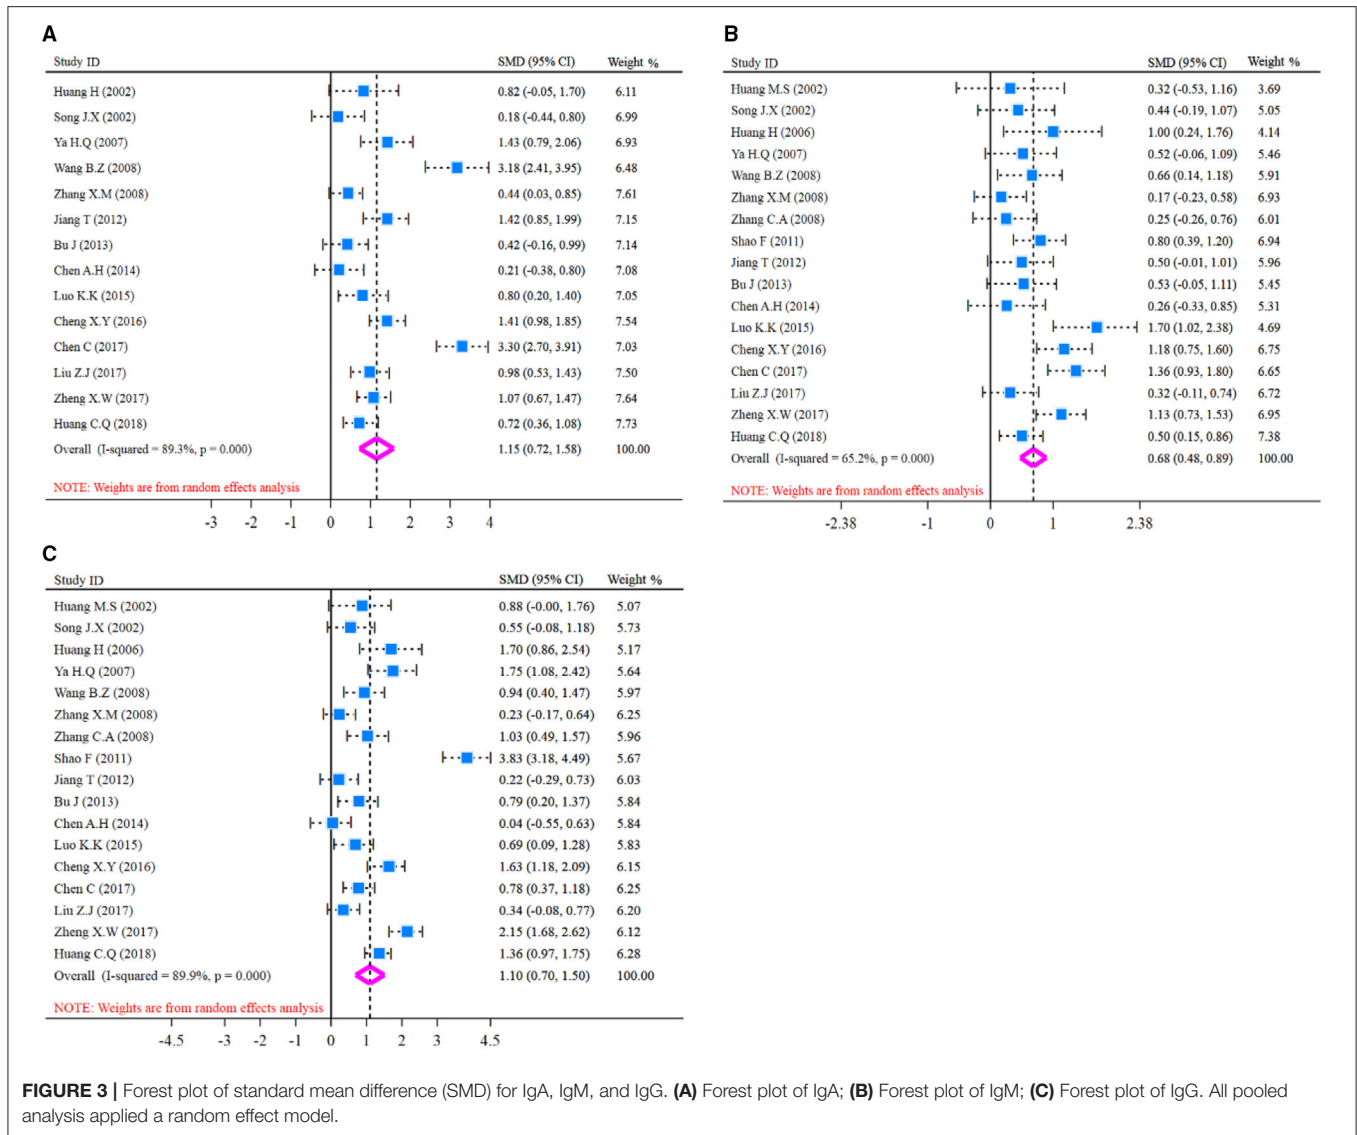 A
Study ID SMD (95% CI) Weight %
Huang H (2002) 0.82 (-0.05, 1.70) 6.11
Song J.X (2002) 0.18 (-0.44, 0.80) 6.99
Ya H.Q (2007) 1.43 (0.79, 2.06) 6.93
Wang B.Z (2008) 3.18 (2.41, 3.95) 6.48
Zhang X.M (2008) 0.44 (0.03, 0.85) 7.61
Jiang T (2012) 1.42 (0.85, 1.99) 7.15
Bu J (2013) 0.42 (-0.16, 0.99) 7.14
Chen A.H (2014) 0.21 (-0.38, 0.80) 7.08
Luo K.K (2015) 0.80 (0.20, 1.40) 7.05
Cheng X.Y (2016) 1.41 (0.98, 1.85) 7.54
Chen C (2017) 3.30 (2.70, 3.91) 7.03
Liu Z.J (2017) 0.98 (0.53, 1.43) 7.50
Zheng X.W (2017) 1.07 (0.67, 1.47) 7.64
Huang C.Q (2018) 0.72 (0.36, 1.08) 7.73
Overall (I-squared = 89.3%, p = 0.000) 1.15 (0.72, 1.58) 100.00
NOTE: Weights are from random effects analysis
-3 -2 -1 0 1 2 3 4
B
Study ID SMD (95% CI) Weight %
Huang M.S (2002) 0.32 (-0.53, 1.16) 3.69
Song J.X (2002) 0.44 (-0.19, 1.07) 5.05
Huang H (2006) 1.00 (0.24, 1.76) 4.14
Ya H.Q (2007) 0.52 (-0.06, 1.09) 5.46
Wang B.Z (2008) 0.66 (0.14, 1.18) 5.91
Zhang X.M (2008) 0.17 (-0.23, 0.58) 6.93
Zhang C.A (2008) 0.25 (-0.26, 0.76) 6.01
Shao F (2011) 0.80 (0.39, 1.20) 6.94
Jiang T (2012) 0.50 (-0.01, 1.01) 5.96
Bu J (2013) 0.53 (-0.05, 1.11) 5.45
Chen A.H (2014) 0.26 (-0.33, 0.85) 5.31
Luo K.K (2015) 1.70 (1.02, 2.38) 4.69
Cheng X.Y (2016) 1.18 (0.75, 1.60) 6.75
Chen C (2017) 1.36 (0.93, 1.80) 6.65
Liu Z.J (2017) 0.32 (-0.11, 0.74) 6.72
Zheng X.W (2017) 1.13 (0.73, 1.53) 6.95
Huang C.Q (2018) 0.50 (0.15, 0.86) 7.38
Overall (I-squared = 65.2%, p = 0.000) 0.68 (0.48, 0.89) 100.00
NOTE: Weights are from random effects analysis
-2.38 -1 0 1 2.38
C
Study ID SMD (95% CI) Weight %
Huang M.S (2002) 0.88 (-0.00, 1.76) 5.07
Song J.X (2002) 0.55 (-0.08, 1.18) 5.73
Huang H (2006) 1.70 (0.86, 2.54) 5.17
Ya H.Q (2007) 1.75 (1.08, 2.42) 5.64
Wang B.Z (2008) 0.94 (0.40, 1.47) 5.97
Zhang X.M (2008) 0.23 (-0.17, 0.64) 6.25
Zhang C.A (2008) 1.03 (0.49, 1.57) 5.96
Shao F (2011) 3.83 (3.18, 4.49) 5.67
Jiang T (2012) 0.22 (-0.29, 0.73) 6.03
Bu J (2013) 0.79 (0.20, 1.37) 5.84
Chen A.H (2014) 0.04 (-0.55, 0.63) 5.84
Luo K.K (2015) 0.69 (0.09, 1.28) 5.83
Cheng X.Y (2016) 1.63 (1.18, 2.09) 6.15
Chen C (2017) 0.78 (0.37, 1.18) 6.25
Liu Z.J (2017) 0.34 (-0.08, 0.77) 6.20
Zheng X.W (2017) 2.15 (1.68, 2.62) 6.12
Huang C.Q (2018) 1.36 (0.97, 1.75) 6.28
Overall (I-squared = 89.9%, p = 0.000) 1.10 (0.70, 1.50) 100.00
NOTE: Weights are from random effects analysis
-4.5 -3 -2 -1 0 1 2 3 4.5
FIGURE 3 | Forest plot of standard mean difference (SMD) for IgA, IgM, and IgG. (A) Forest plot of IgA; (B) Forest plot of IgM; (C) Forest plot of IgG. All pooled
analysis applied a random effect model.